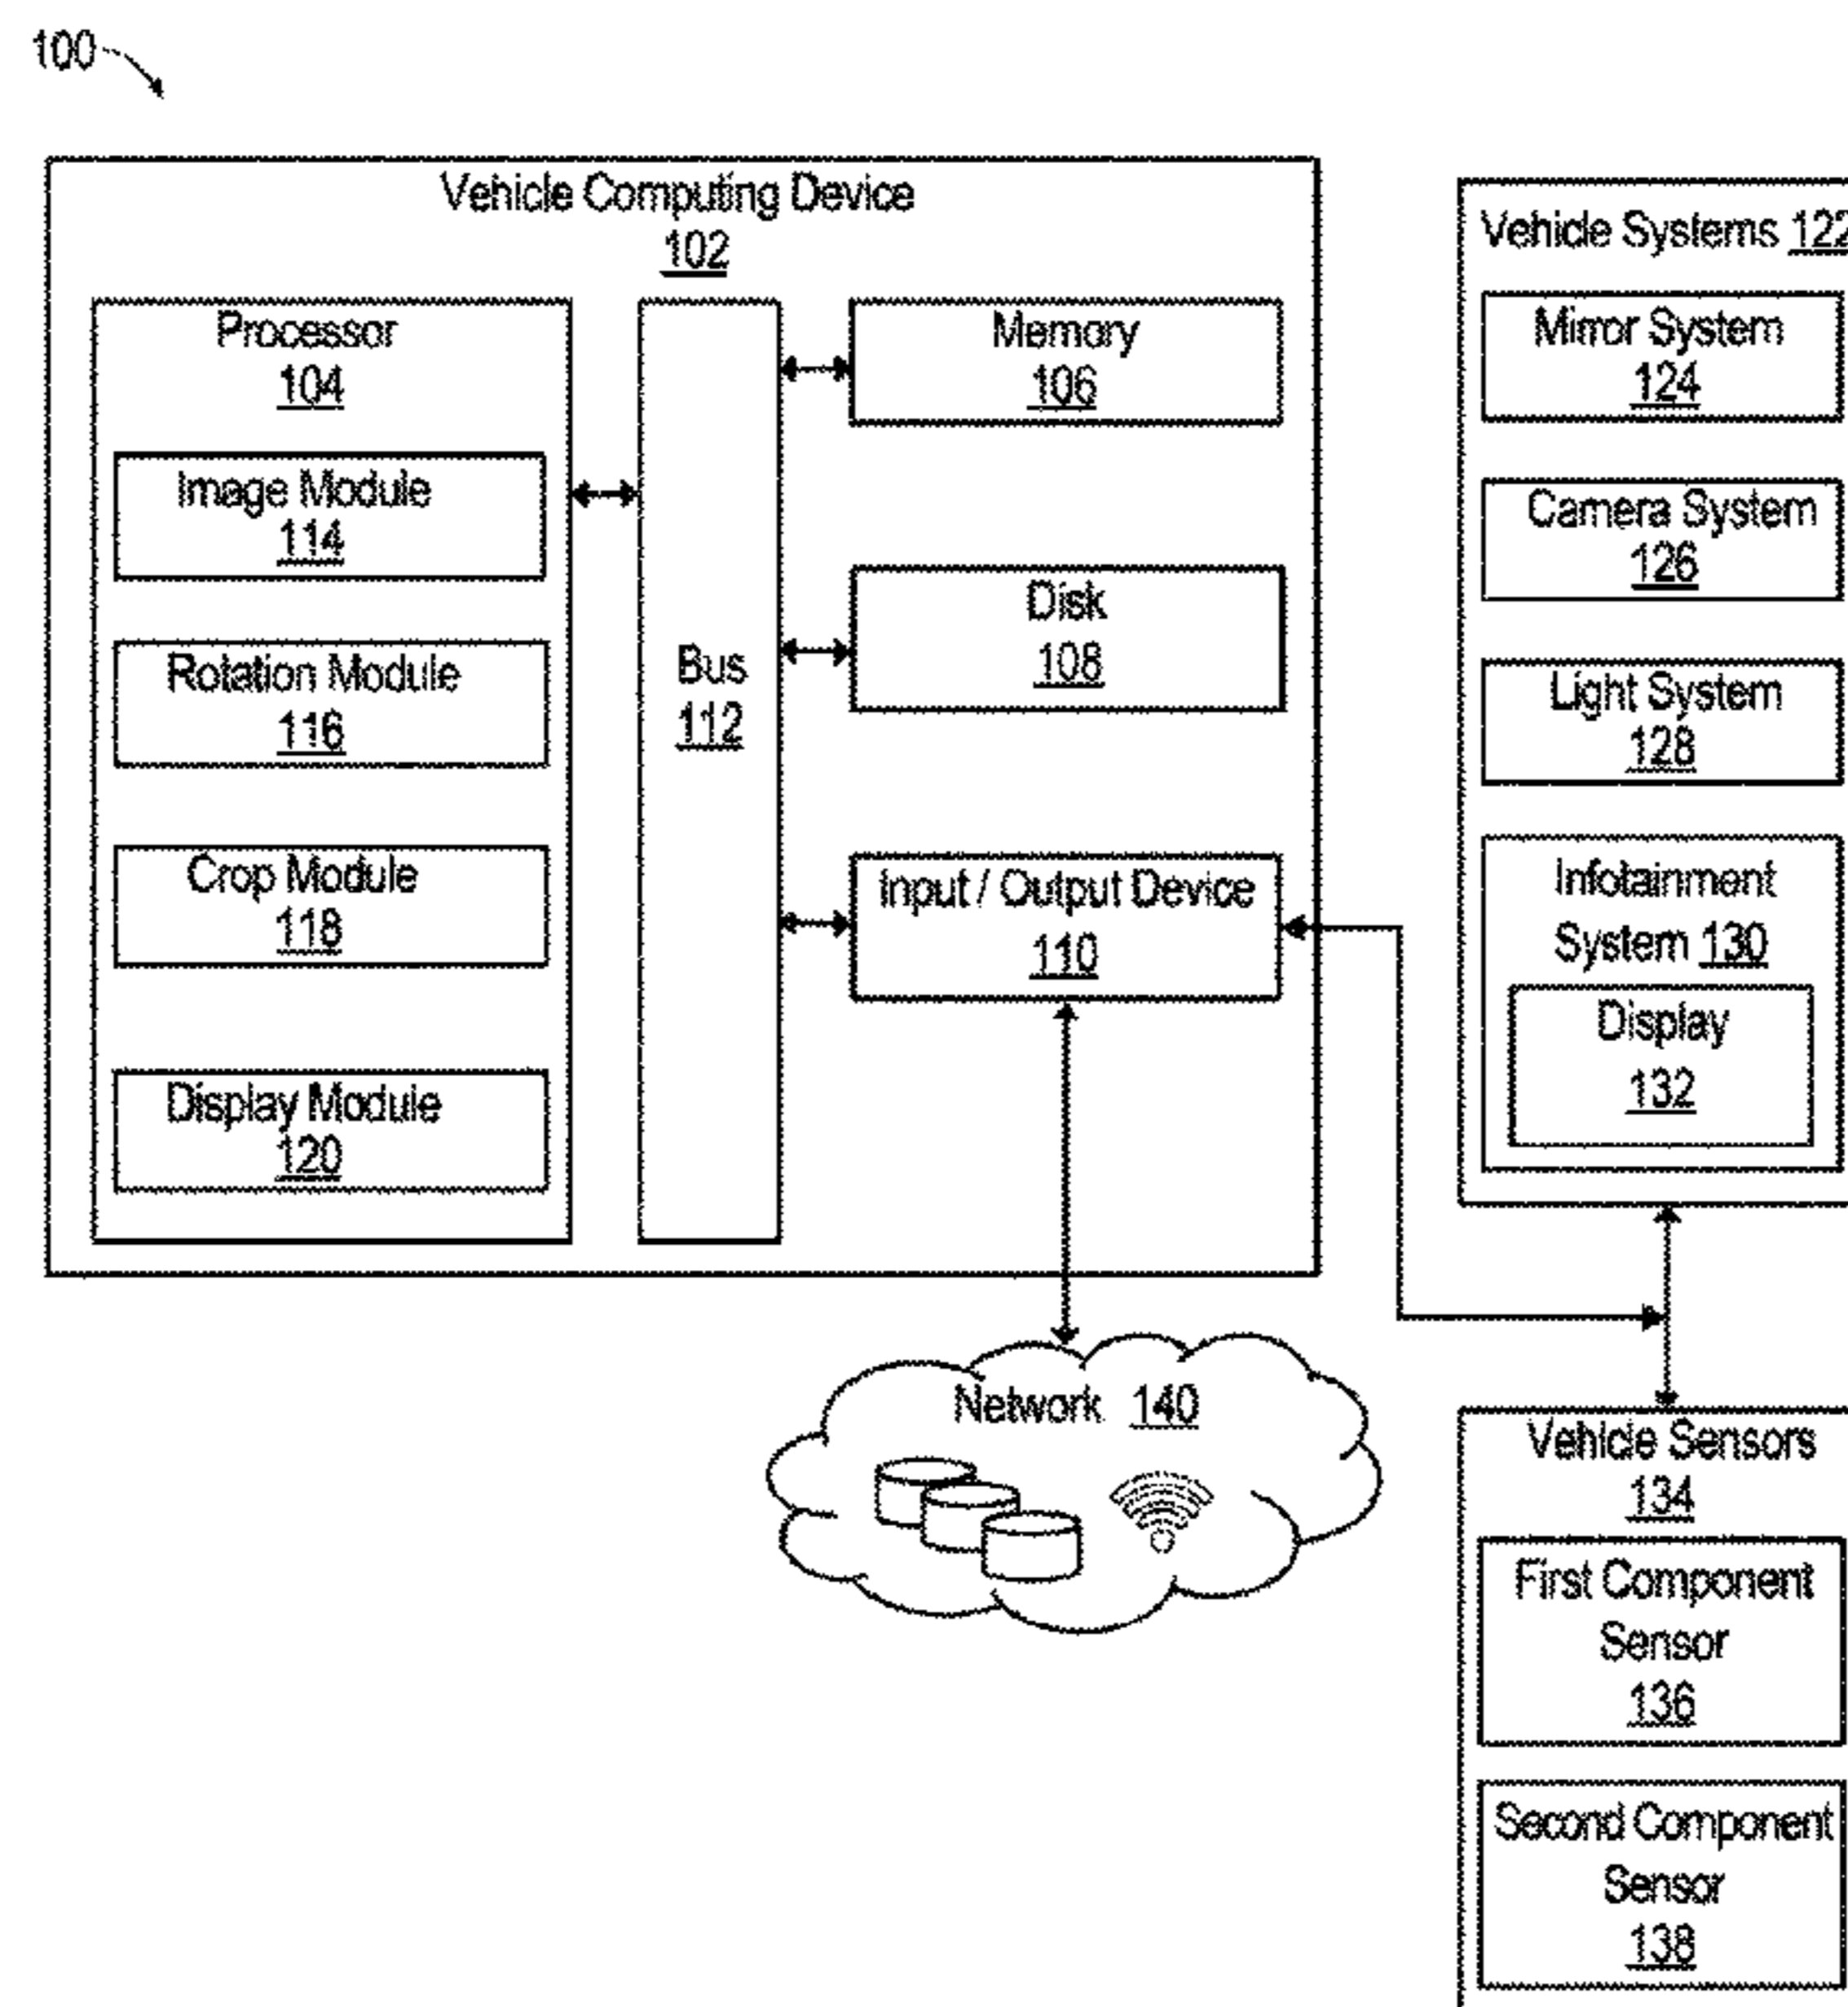 100
Vehicle Computing Device
102
Processor
104
Image Module
114
Rotation Module
116
Crop Module
118
Display Module
120
Bus
112
Memory
106
Disk
108
Input / Output Device
110
Vehicle Systems 122
Mirror System
124
Camera System
126
Light System
128
Infotainment
System 130
Display
132
Network 140
Vehicle Sensors
134
First Component
Sensor
136
Second Component
Sensor
138